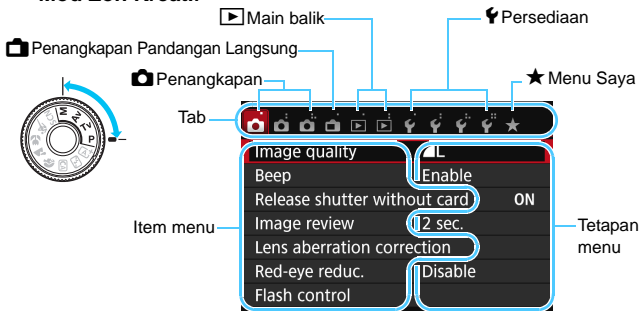 Mod Zon Kreatif
Main balik
Persediaan
Penangkapan Pandangan Langsung
Penangkapan
Menu Saya
Tab
M
P
Image quality L
Beep Enable
Release shutter without card ON
Image review 2 sec.
Lens aberration correction
Red-eye reduc. Disable
Flash control
Item menu
Tetapan
menu